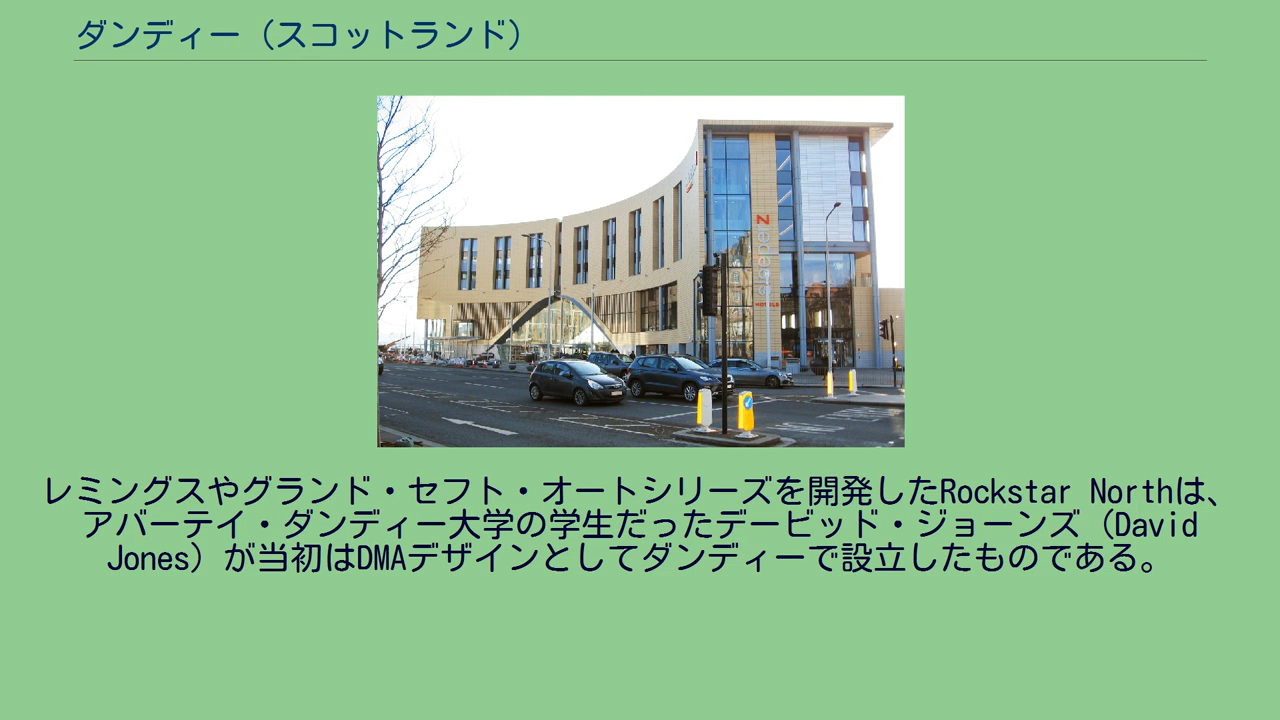 ダンディー（スコットランド）
sleeperz
HOTELS
レミングスやグランド・セフト・オートシリーズを開発したRockstar Northは、
アバーテイ・ダンディー大学の学生だったデービッド・ジョーンズ（David
Jones）が当初はDMAデザインとしてダンディーで設立したものである。